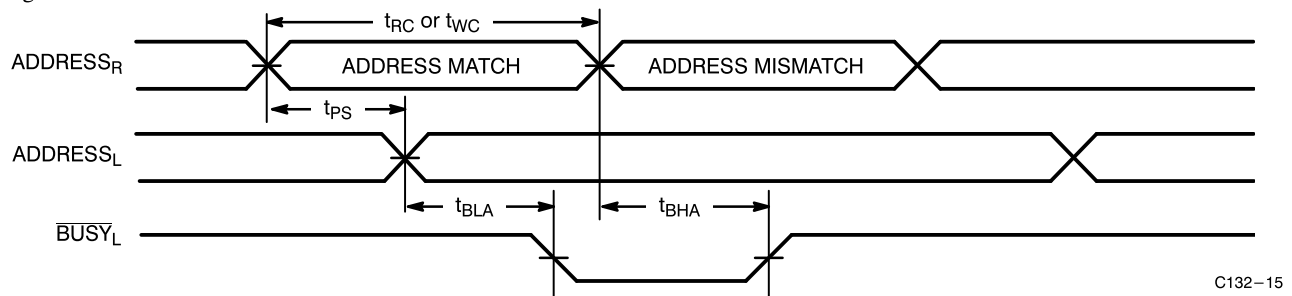 tRC or tWC
ADDRESSR
ADDRESS MATCH
ADDRESS MISMATCH
tPS
ADDRESSL
tBLA
tBHA
BUSYL
C132-15